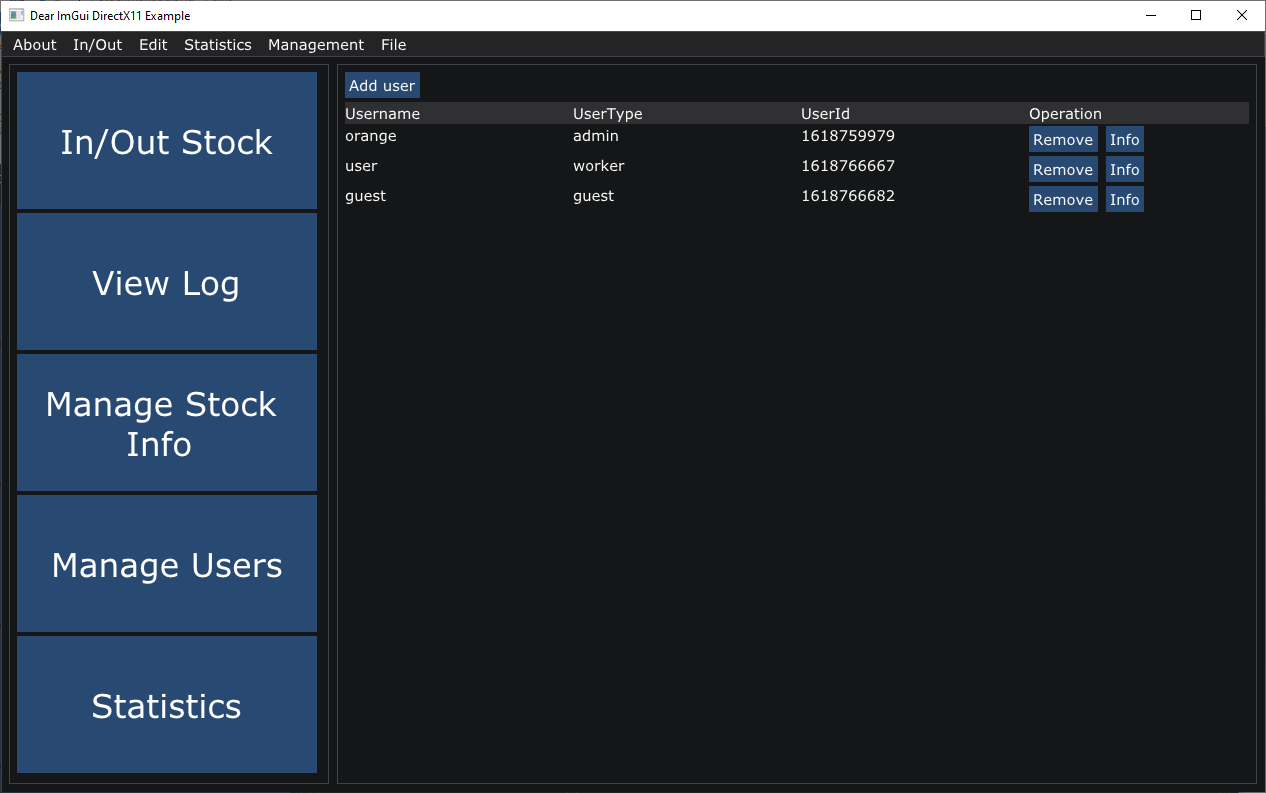 Dear ImGui DirectX11 Example
About In/Out Edit Statistics Management File
In/Out Stock
View Log
Manage Stock
Info
Manage Users
Statistics
Add user
Username UserType UserId Operation
orange admin 1618759979 Remove Info
user worker 1618766667 Remove Info
guest guest 1618766682 Remove Info